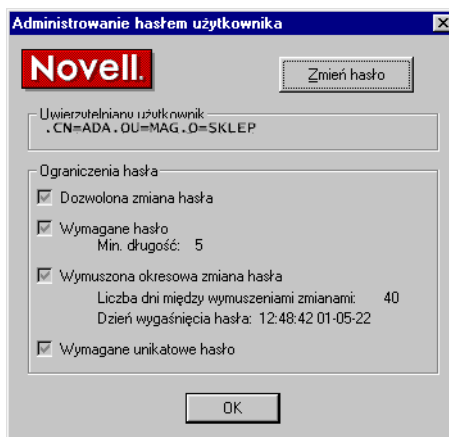 Administrowanie hasłem użytkownika
Novell.
Zmień hasło
Uwierzytelniany użytkownik
.CN=ADA.OU=MAG.O=SKLEP
Ograniczenia hasła
Dozwolona zmiana hasła
Wymagane hasło
Min. długość: 5
Wymuszona okresowa zmiana hasła
Liczba dni między wymuszeniami zmianami: 40
Dzień wygaśnięcia hasła: 12:48:42 01-05-22
Wymagane unikatowe hasło
OK